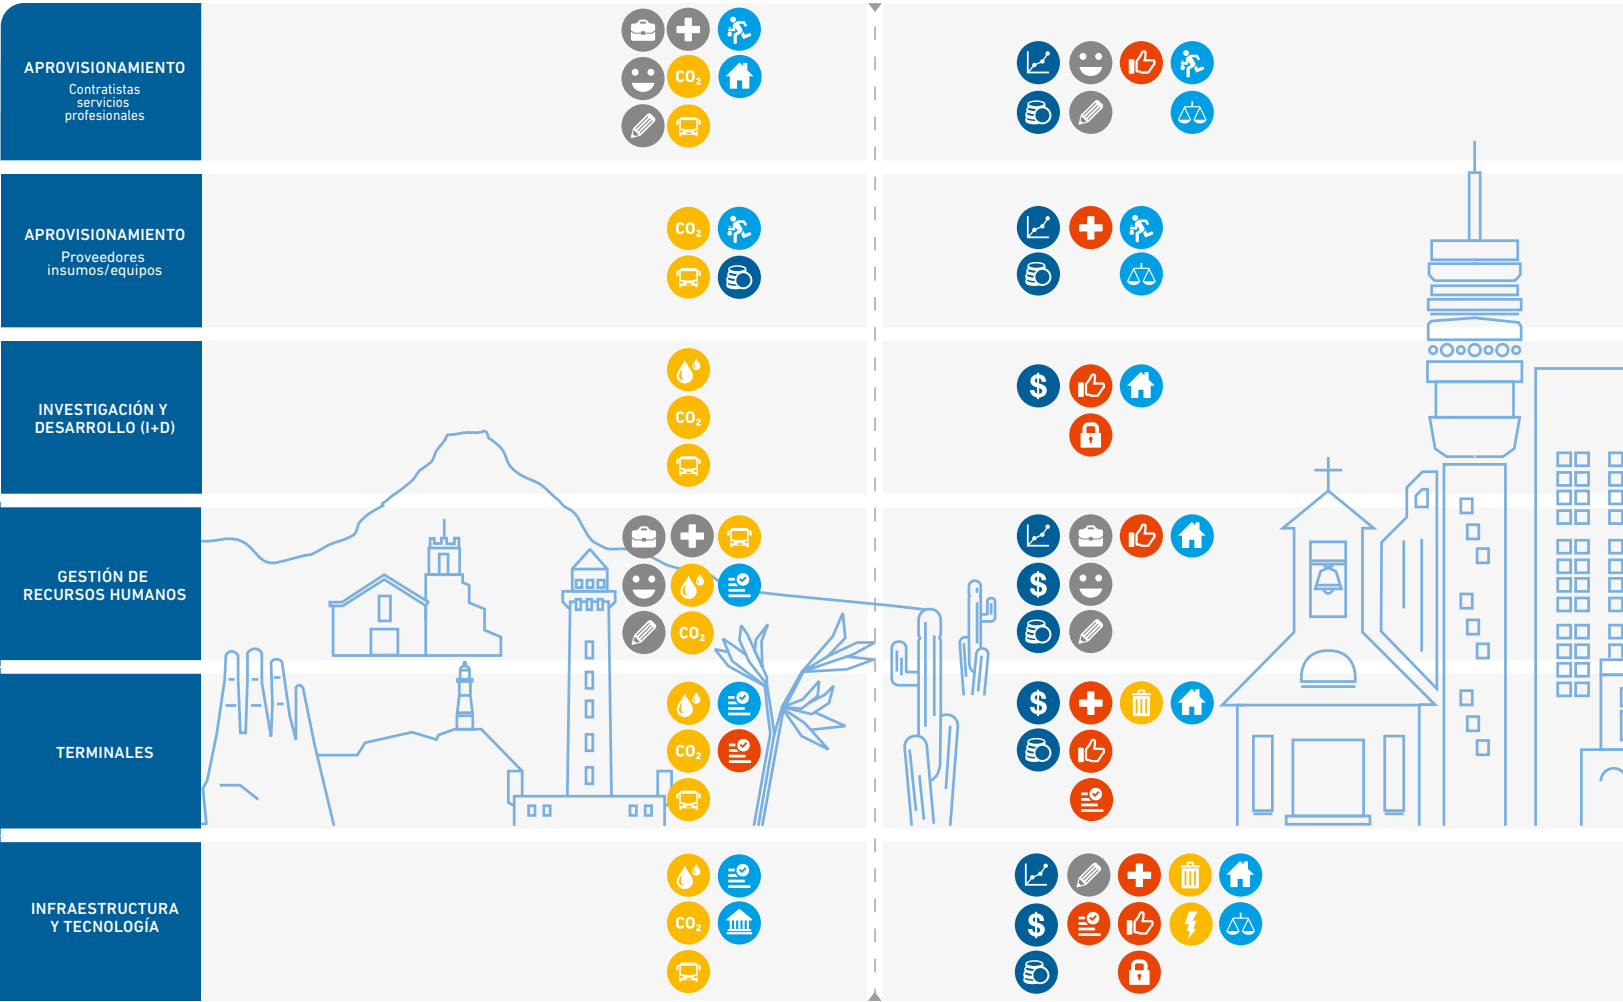 APROVISIONAMIENTO
Contratistas
servicios
profesionales
CO₂
APROVISIONAMIENTO
Proveedores
insumos/equipos
CO₂
INVESTIGACIÓN Y
DESARROLLO (I+D)
CO₂
$
GESTIÓN DE
RECURSOS HUMANOS
CO₂
$
TERMINALES
CO₂
$
INFRAESTRUCTURA
Y TECNOLOGÍA
CO₂
$